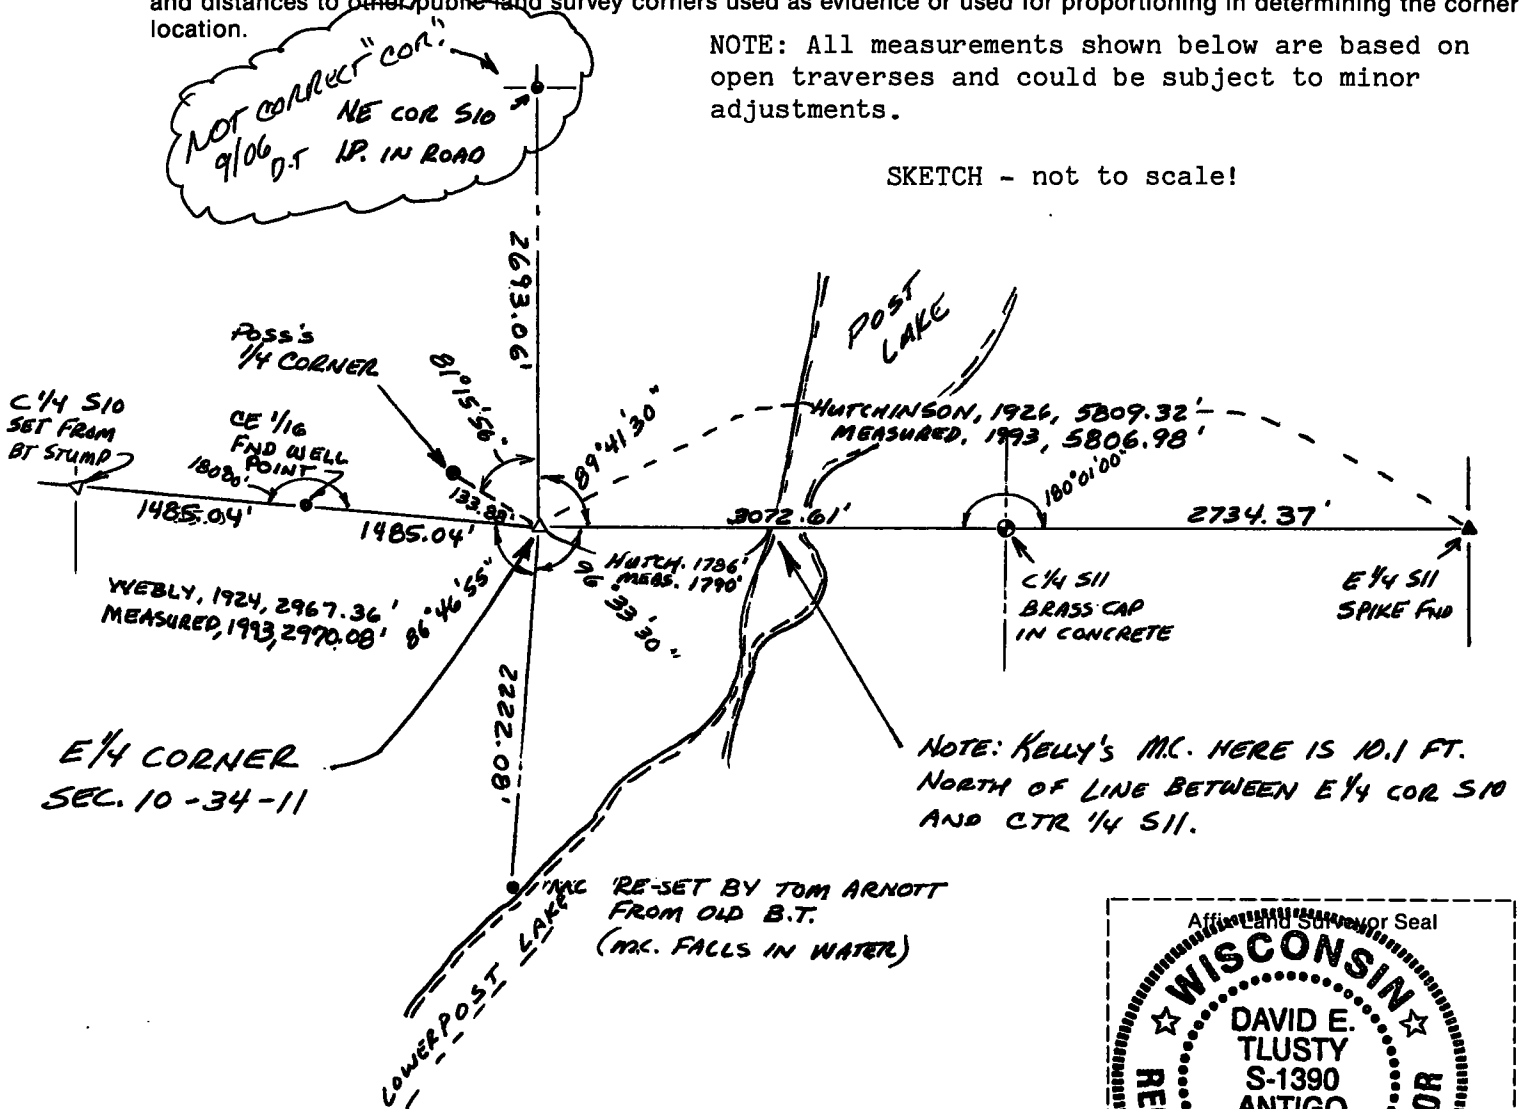 and distances to other public land survey corners used as evidence or used for proportioning in determining the corner
location.
NOTE: All measurements shown below are based on
open traverses and could be subject to minor
adjustments.
SKETCH - not to scale!
NOT CORRECT "COR."
9/06 D.T
NE COR S10
I.P. IN ROAD
2693.06'
POST
LAKE
POSS'S
1/4 CORNER
81°15'56"
89°41'30"
HUTCHINSON, 1926, 5809.32'
MEASURED, 1993, 5806.98'
C 1/4 S10
SET FROM
BT STUMP
CE 1/16
FND WELL
POINT
133.88'
180°01'00"
1485.04'
1485.04'
3072.61'
2734.37'
HUTCH. 1786'
MEAS. 1790'
C 1/4 S11
BRASS CAP
IN CONCRETE
E 1/4 S11
SPIKE FND
WEBLY, 1924, 2967.36'
MEASURED, 1993, 2970.08'
86°46'55"
96°33'30"
2222.08'
E 1/4 CORNER
SEC. 10-34-11
NOTE: KELLY'S M.C. HERE IS 10.1 FT.
NORTH OF LINE BETWEEN E 1/4 COR S10
AND CTR 1/4 S11.
MC RE-SET BY TOM ARNOTT
FROM OLD B.T.
(M.C. FALLS IN WATER)
LOWER POST LAKE
Affix Land Surveyor Seal
WISCONSIN
DAVID E.
TLUSTY
S-1390
ANTIGO